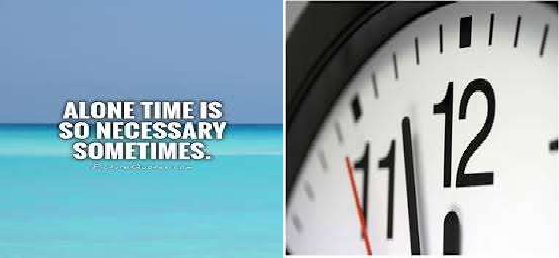 ALONE TIME IS
SO NECESSARY
SOMETIMES.
12
11